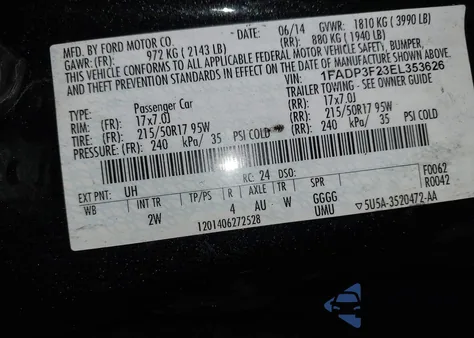 MFD. BY FORD MOTOR CO. DATE: 06/14 GVWR: 1810 KG (3990 LB)
GAWR: (FR): 972 KG (2143 LB) (RR): 880 KG (1940 LB)
THIS VEHICLE CONFORMS TO ALL APPLICABLE FEDERAL MOTOR VEHICLE SAFETY, BUMPER,
AND THEFT PREVENTION STANDARDS IN EFFECT ON THE DATE OF MANUFACTURE SHOWN ABOVE.
VIN: 1FADP3F23EL353626
TYPE: Passenger Car TRAILER TOWING - SEE OWNER GUIDE
RIM: (FR): 17x7.0J (RR): 17x7.0J
TIRE: (FR): 215/50R17 95W (RR): 215/50R17 95W
PRESSURE: (FR): 240 kPa/ 35 PSI COLD (RR): 240 kPa/ 35 PSI COLD
EXT PNT: UH RC: 24 DSO: F0062
WB INT TR TP/PS R AXLE TR SPR R0042
2W 4 AU W GGGG
UMU
1201406272528 ▽5U5A-3520472-AA